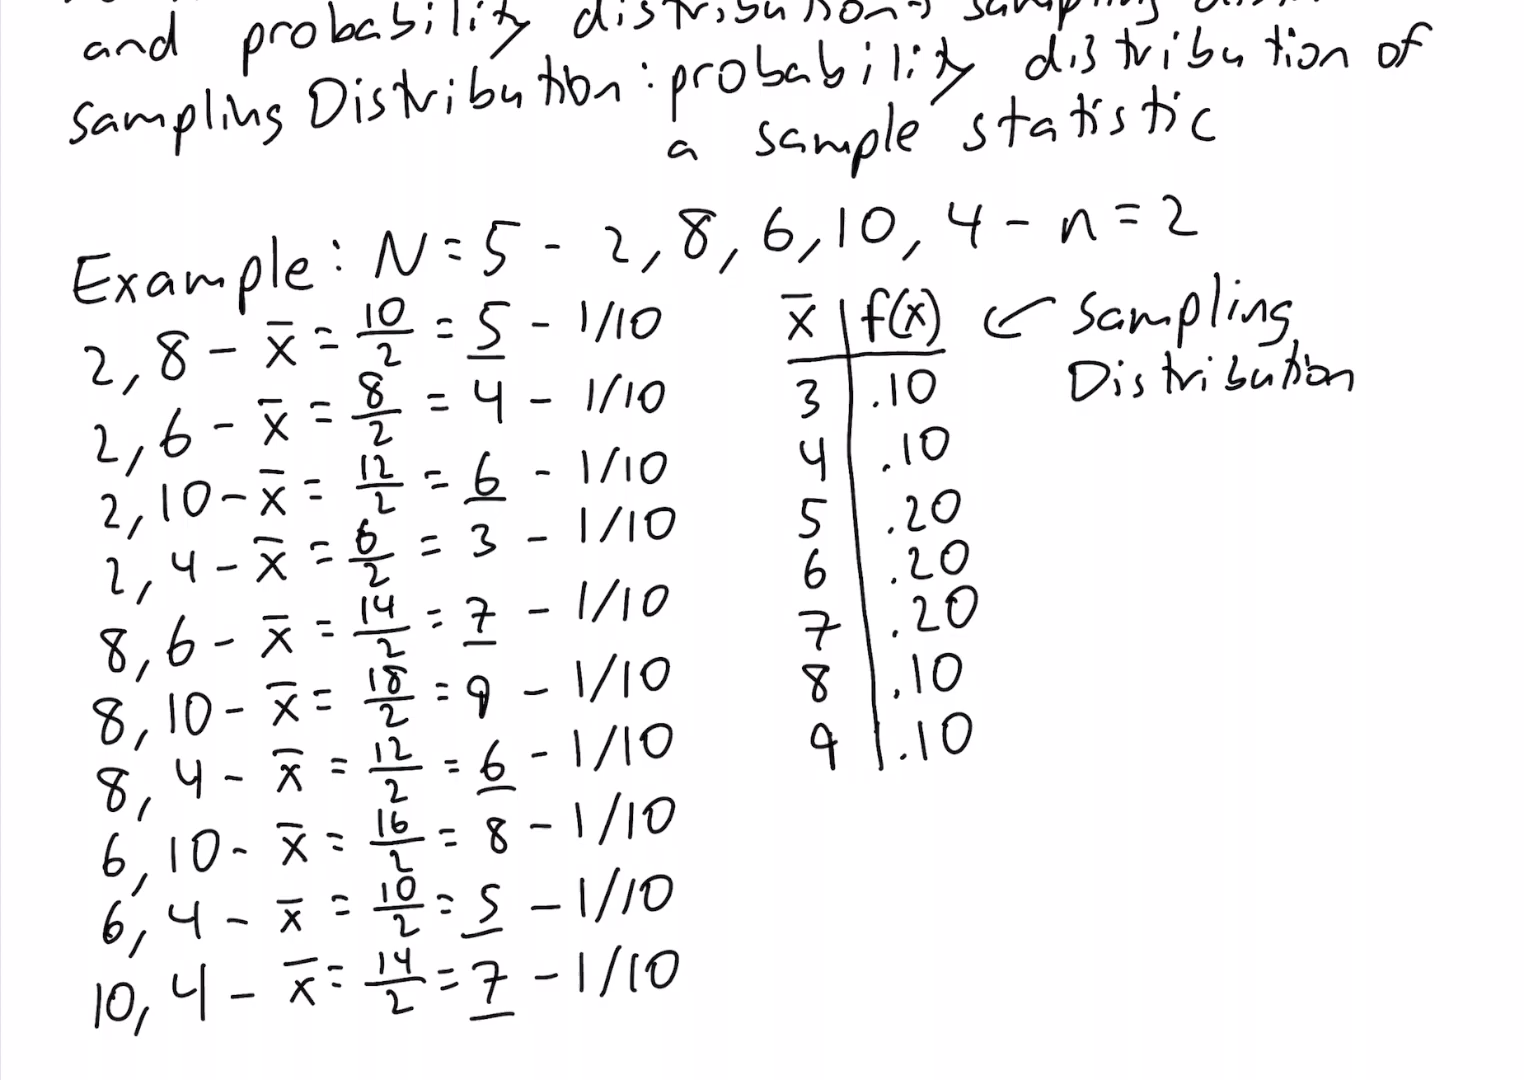 and probability distributions sampling
Sampling Distribution: probability distribution of
a sample statistic
Example: N = 5 - 2, 8, 6, 10, 4 - n = 2
2, 8 - x̄ = 10/2 = 5 - 1/10
2, 6 - x̄ = 8/2 = 4 - 1/10
2, 10 - x̄ = 12/2 = 6 - 1/10
2, 4 - x̄ = 6/2 = 3 - 1/10
8, 6 - x̄ = 14/2 = 7 - 1/10
8, 10 - x̄ = 18/2 = 9 - 1/10
8, 4 - x̄ = 12/2 = 6 - 1/10
6, 10 - x̄ = 16/2 = 8 - 1/10
6, 4 - x̄ = 10/2 = 5 - 1/10
10, 4 - x̄ = 14/2 = 7 - 1/10
x̄ | f(x) ← Sampling
Distribution
3 | .10
4 | .10
5 | .20
6 | .20
7 | .20
8 | .10
9 | .10